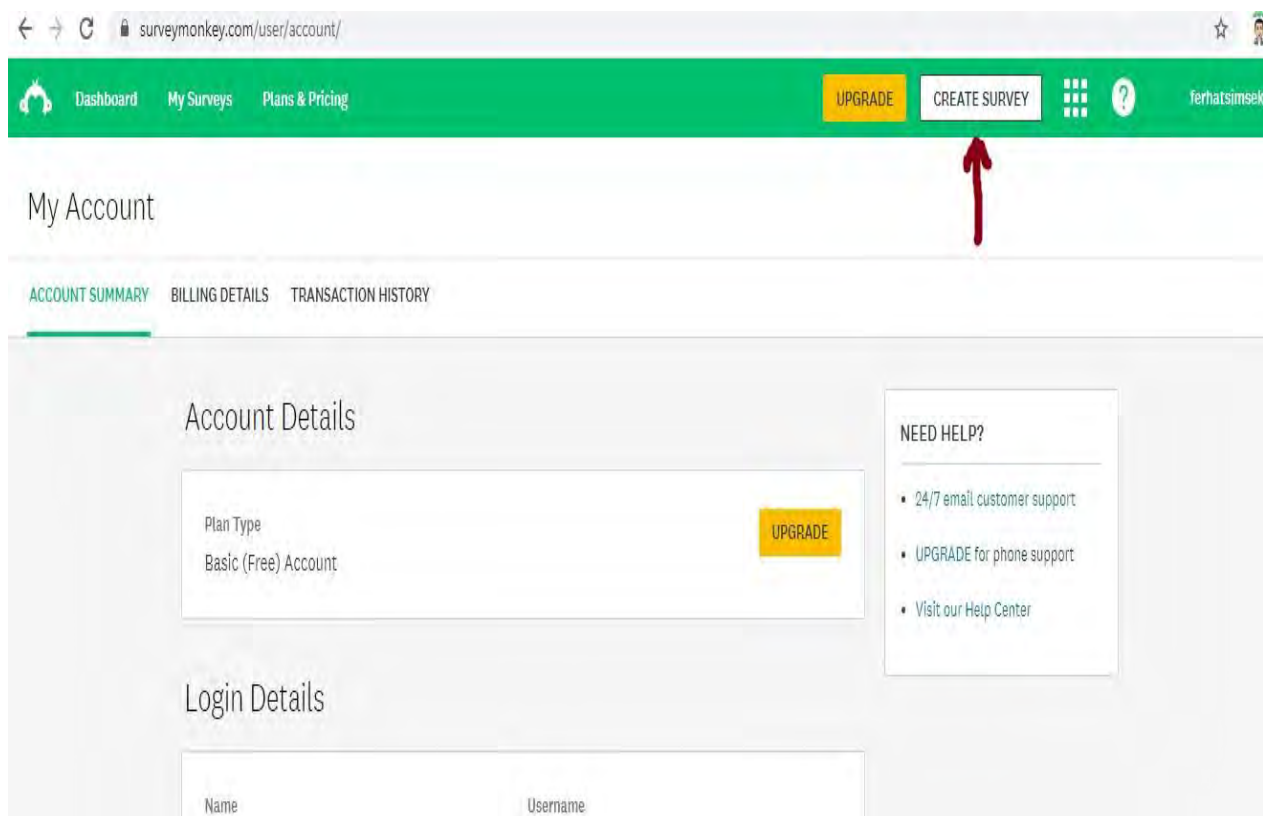 surveymonkey.com/user/account/
Dashboard My Surveys Plans & Pricing UPGRADE CREATE SURVEY ? ferhatsimsek
My Account
ACCOUNT SUMMARY BILLING DETAILS TRANSACTION HISTORY
Account Details
Plan Type
Basic (Free) Account
UPGRADE
NEED HELP?
• 24/7 email customer support
• UPGRADE for phone support
• Visit our Help Center
Login Details
Name Username